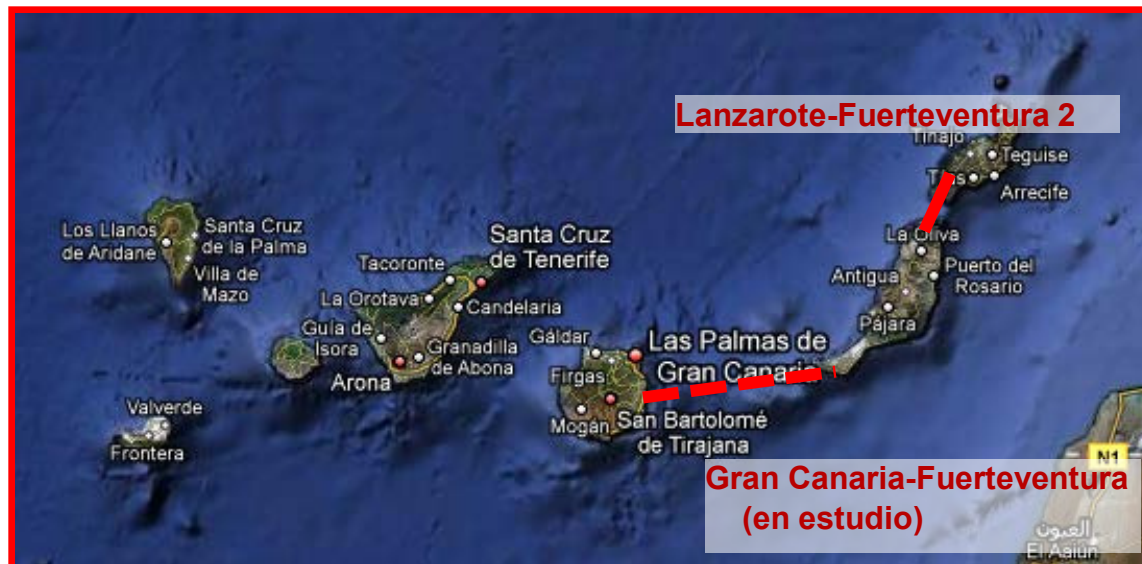 Lanzarote-Fuerteventura 2
Tinajo
Teguise
Tías
Arrecife
La Oliva
Antigua
Puerto del
Rosario
Pájara
Los Llanos
de Aridane
Santa Cruz
de la Palma
Villa de
Mazo
Santa Cruz
de Tenerife
Tacoronte
La Orotava
Candelaria
Guía de
Isora
Granadilla
de Abona
Arona
Gáldar
Las Palmas de
Gran Canaria
Firgas
Mogán
San Bartolomé
de Tirajana
Valverde
Frontera
N1
Gran Canaria-Fuerteventura
(en estudio)
العيون
El Aaiún